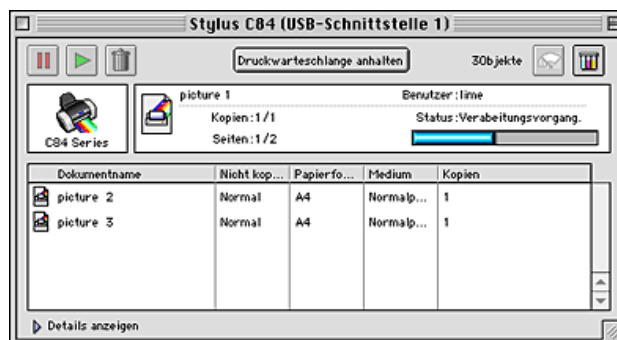 Stylus C84 (USB-Schnittstelle 1)
Druckwarteschlange anhalten
3Objekte
picture 1
Benutzer:lime
Kopien:1/1
Status:Verabeitungsvorgang.
Seiten:1/2
C84 Series
Dokumentname Nicht kop... Papierfo... Medium Kopien
picture 2 Normal A4 Normalp... 1
picture 3 Normal A4 Normalp... 1
Details anzeigen